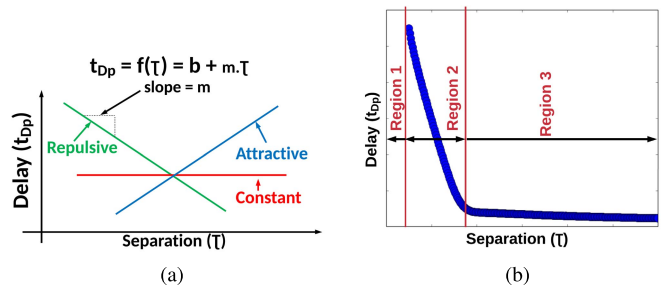 t_Dp = f(Ʈ) = b + m.Ʈ
slope = m
Repulsive
Attractive
Constant
Delay (t_Dp)
Separation (Ʈ)
(a)
Region 1
Region 2
Region 3
Delay (t_Dp)
Separation (Ʈ)
(b)